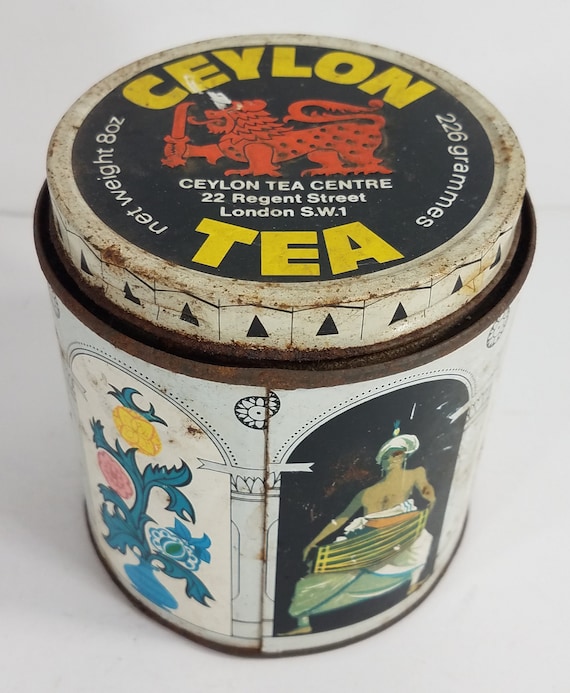 CEYLON
net weight 8oz
226 grammes
CEYLON TEA CENTRE
22 Regent Street
London S.W.1
TEA